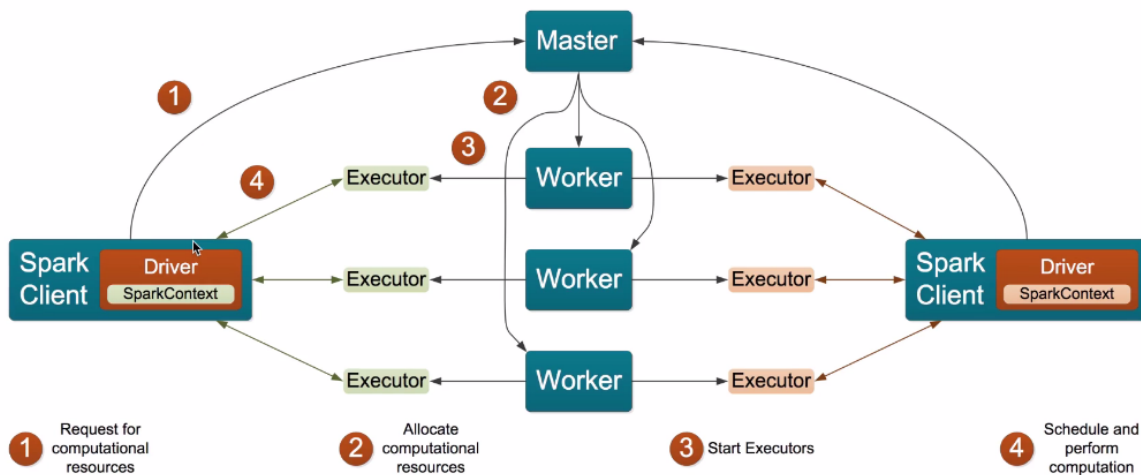 Master
1
2
3
Executor
Worker
Executor
4
Spark
Client
Driver
SparkContext
Executor
Worker
Executor
Spark
Client
Driver
SparkContext
Executor
Worker
Executor
1
Request for
computational
resources
2
Allocate
computational
resources
3
Start Executors
4
Schedule and
perform
computation